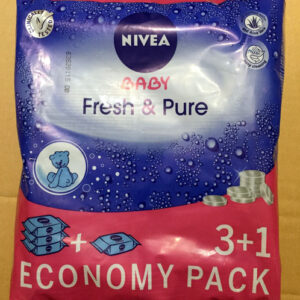 NIVEA
BABY
Fresh & Pure
3+1
ECONOMY PACK